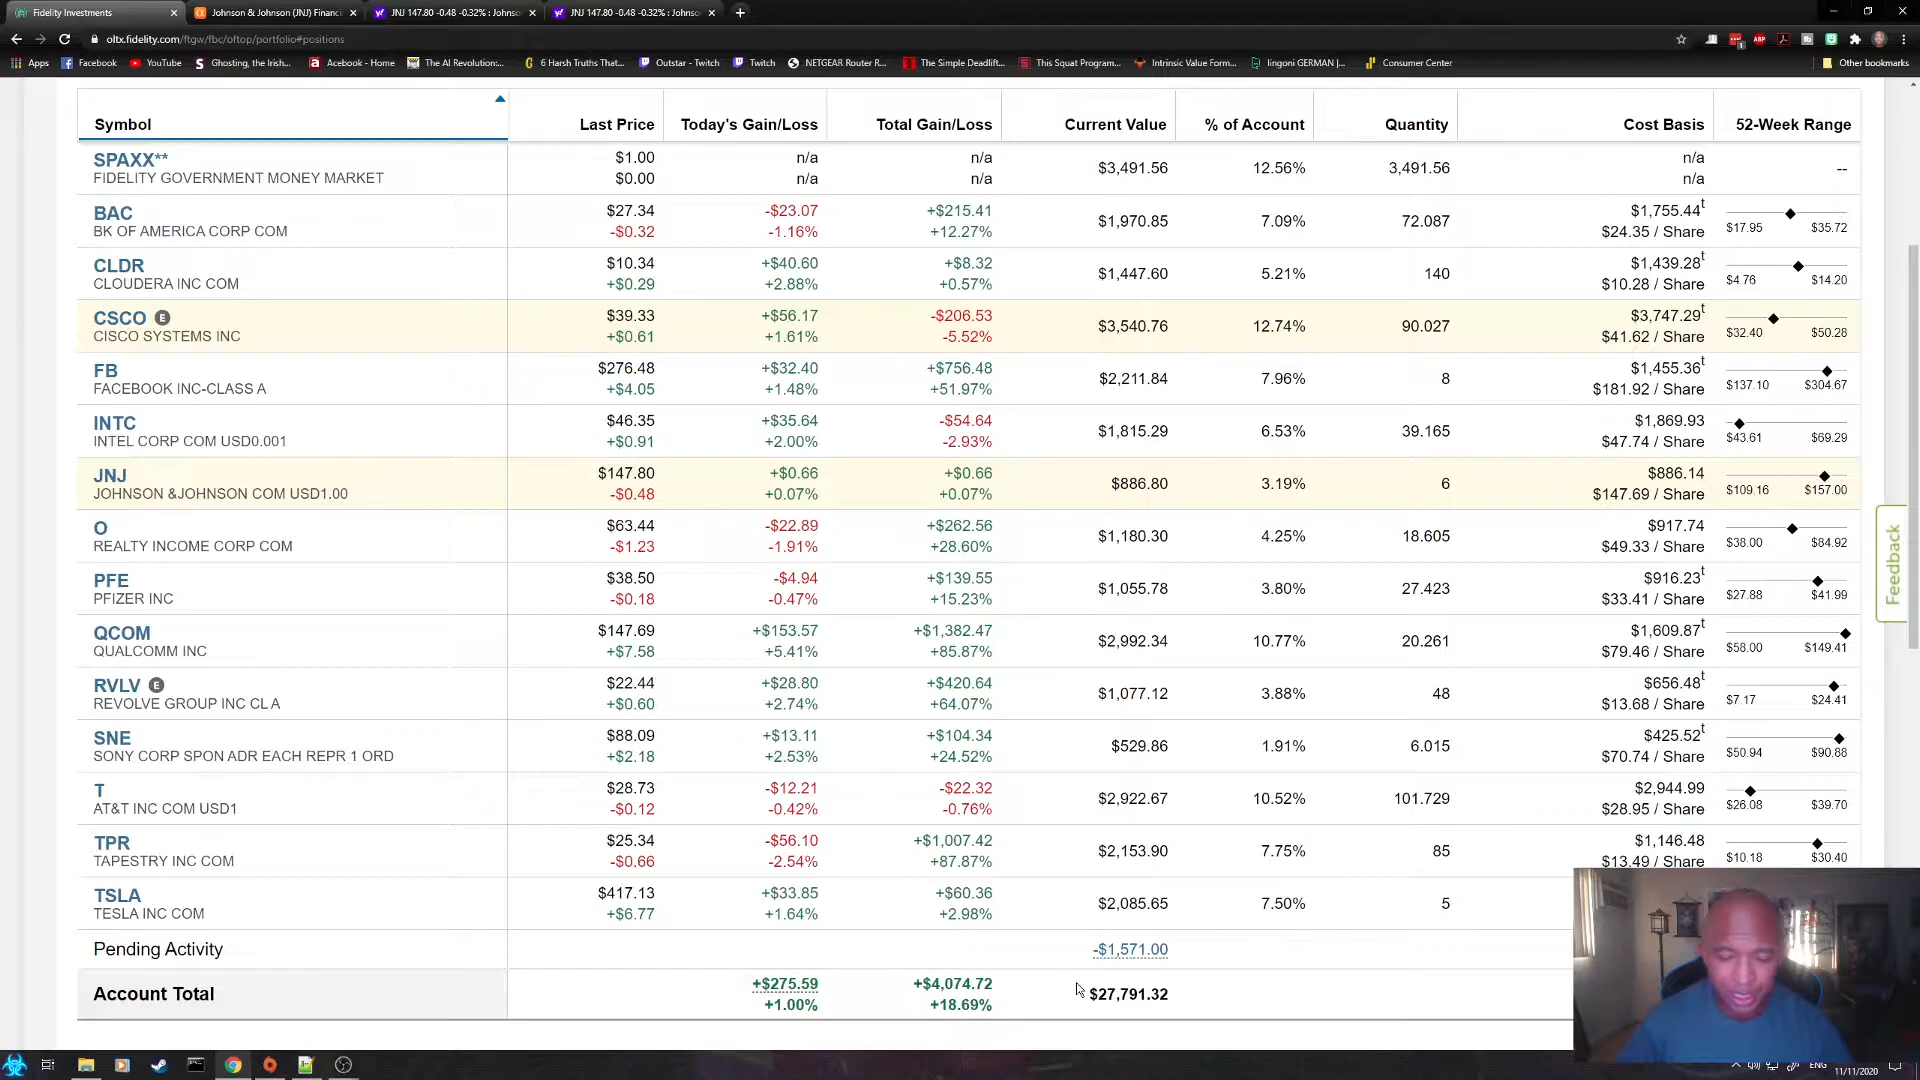 Fidelity Investments
Johnson & Johnson (JNJ) Financi
JNJ 147.80 -0.48 -0.32% : Johnso
JNJ 147.80 -0.48 -0.32% : Johnso
oltx.fidelity.com/ftgw/fbc/oftop/portfolio#positions
Apps Facebook YouTube Ghosting, the Irish... Acebook - Home The AI Revolution:... 6 Harsh Truths That... Outstar - Twitch Twitch NETGEAR Router R... The Simple Deadlift... This Squat Program... Intrinsic Value Form... lingoni GERMAN |... Consumer Center Other bookmarks
Symbol Last Price Today's Gain/Loss Total Gain/Loss Current Value % of Account Quantity Cost Basis 52-Week Range
SPAXX** $1.00 n/a n/a $3,491.56 12.56% 3,491.56 n/a --
FIDELITY GOVERNMENT MONEY MARKET $0.00 n/a n/a n/a
BAC $27.34 -$23.07 +$215.41 $1,970.85 7.09% 72.087 $1,755.44t
BK OF AMERICA CORP COM -$0.32 -1.16% +12.27% $24.35 / Share $17.95 $35.72
CLDR $10.34 +$40.60 +$8.32 $1,447.60 5.21% 140 $1,439.28t
CLOUDERA INC COM +$0.29 +2.88% +0.57% $10.28 / Share $4.76 $14.20
CSCO E $39.33 +$56.17 -$206.53 $3,540.76 12.74% 90.027 $3,747.29t
CISCO SYSTEMS INC +$0.61 +1.61% -5.52% $41.62 / Share $32.40 $50.28
FB $276.48 +$32.40 +$756.48 $2,211.84 7.96% 8 $1,455.36t
FACEBOOK INC-CLASS A +$4.05 +1.48% +51.97% $181.92 / Share $137.10 $304.67
INTC $46.35 +$35.64 -$54.64 $1,815.29 6.53% 39.165 $1,869.93
INTEL CORP COM USD0.001 +$0.91 +2.00% -2.93% $47.74 / Share $43.61 $69.29
JNJ $147.80 +$0.66 +$0.66 $886.80 3.19% 6 $886.14
JOHNSON &JOHNSON COM USD1.00 -$0.48 +0.07% +0.07% $147.69 / Share $109.16 $157.00
O $63.44 -$22.89 +$262.56 $1,180.30 4.25% 18.605 $917.74
REALTY INCOME CORP COM -$1.23 -1.91% +28.60% $49.33 / Share $38.00 $84.92
PFE $38.50 -$4.94 +$139.55 $1,055.78 3.80% 27.423 $916.23t
PFIZER INC -$0.18 -0.47% +15.23% $33.41 / Share $27.88 $41.99
QCOM $147.69 +$153.57 +$1,382.47 $2,992.34 10.77% 20.261 $1,609.87t
QUALCOMM INC +$7.58 +5.41% +85.87% $79.46 / Share $58.00 $149.41
RVLV E $22.44 +$28.80 +$420.64 $1,077.12 3.88% 48 $656.48t
REVOLVE GROUP INC CL A +$0.60 +2.74% +64.07% $13.68 / Share $7.17 $24.41
SNE $88.09 +$13.11 +$104.34 $529.86 1.91% 6.015 $425.52t
SONY CORP SPON ADR EACH REPR 1 ORD +$2.18 +2.53% +24.52% $70.74 / Share $50.94 $90.88
T $28.73 -$12.21 -$22.32 $2,922.67 10.52% 101.729 $2,944.99
AT&T INC COM USD1 -$0.12 -0.42% -0.76% $28.95 / Share $26.08 $39.70
TPR $25.34 -$56.10 +$1,007.42 $2,153.90 7.75% 85 $1,146.48
TAPESTRY INC COM -$0.66 -2.54% +87.87% $13.49 / Share $10.18 $30.40
TSLA $417.13 +$33.85 +$60.36 $2,085.65 7.50% 5
TESLA INC COM +$6.77 +1.64% +2.98%
Pending Activity -$1,571.00
Account Total +$275.59 +$4,074.72 $27,791.32
+1.00% +18.69%
Feedback
ENG
11/11/2020